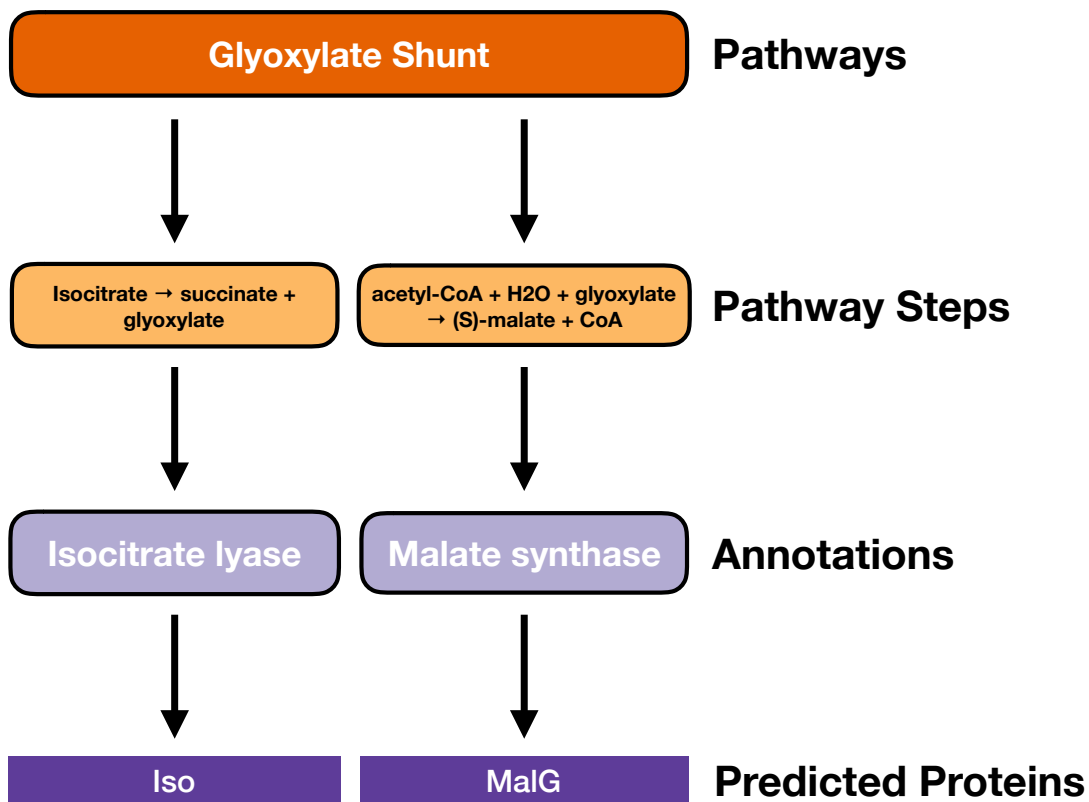 Glyoxylate Shunt
Pathways
Isocitrate → succinate +
glyoxylate
acetyl-CoA + H2O + glyoxylate
→ (S)-malate + CoA
Pathway Steps
Isocitrate lyase
Malate synthase
Annotations
Iso
MalG
Predicted Proteins